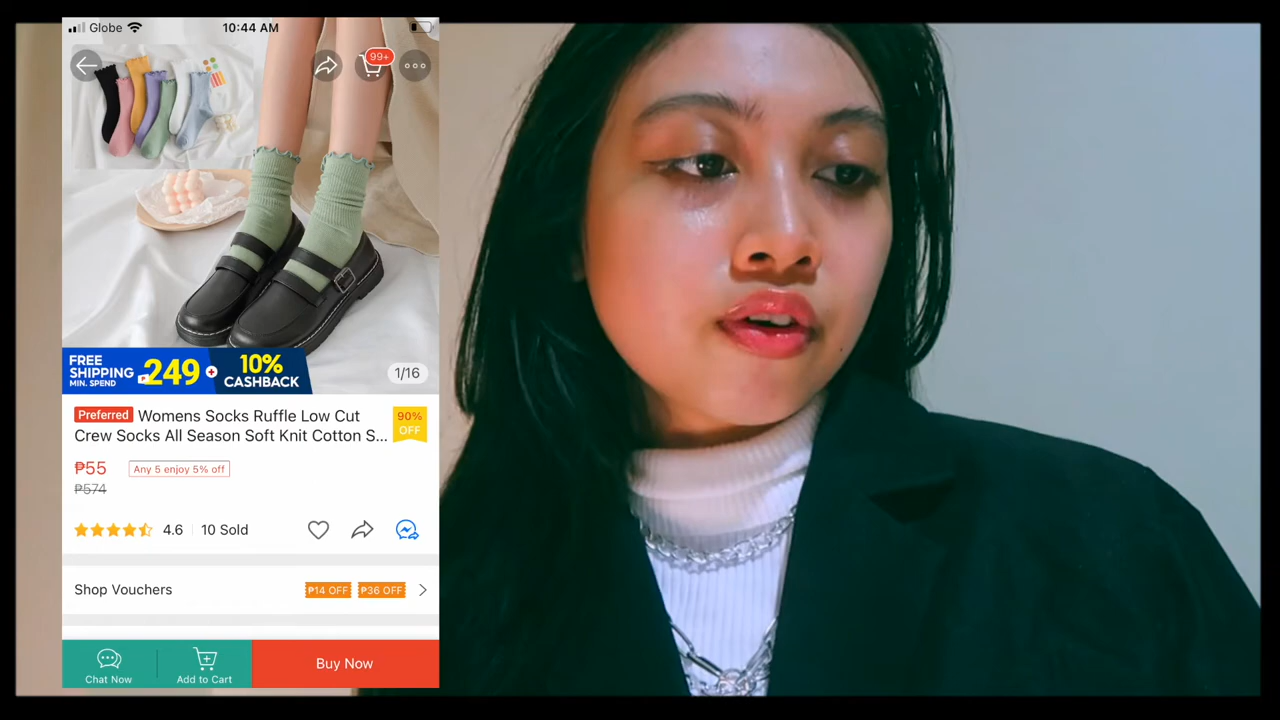 Globe
10:44 AM
99+
FREE
SHIPPING
MIN. SPEND
₱249
+
10%
CASHBACK
1/16
Preferred Womens Socks Ruffle Low Cut
Crew Socks All Season Soft Knit Cotton S...
90%
OFF
₱55
Any 5 enjoy 5% off
₱574
4.6
10 Sold
Shop Vouchers
₱14 OFF
₱36 OFF
Chat Now
Add to Cart
Buy Now